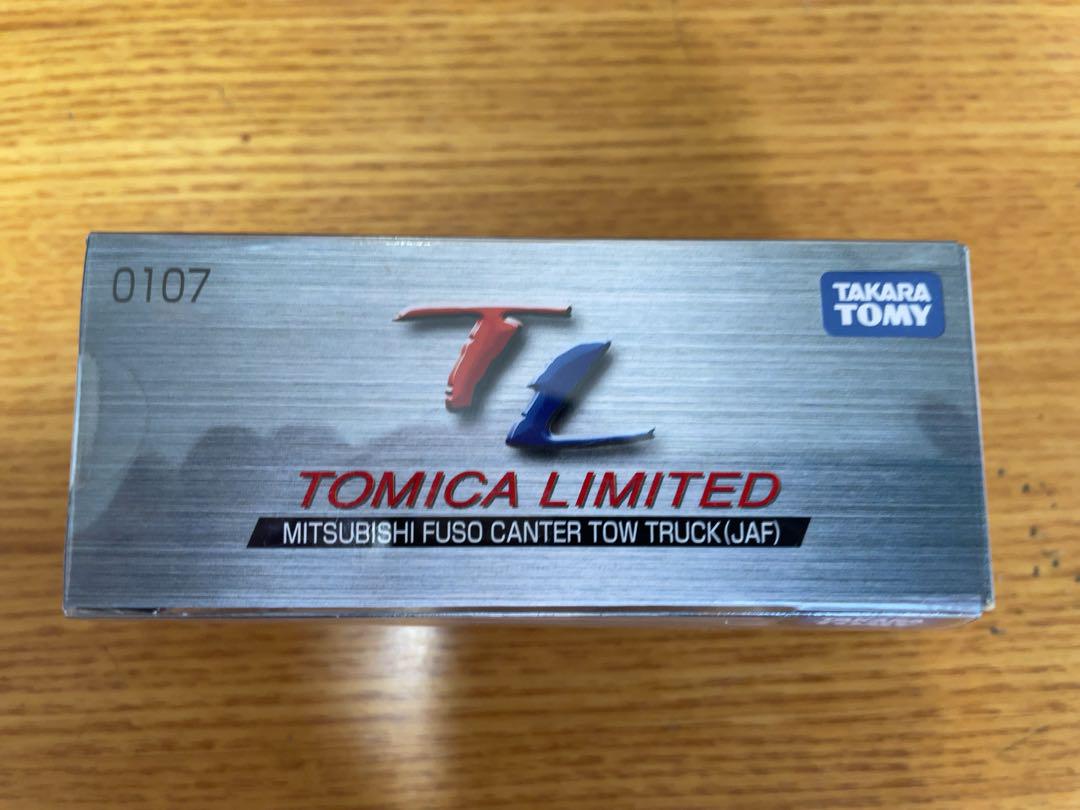 0107
TAKARA
TOMY
TL
TOMICA LIMITED
MITSUBISHI FUSO CANTER TOW TRUCK(JAF)